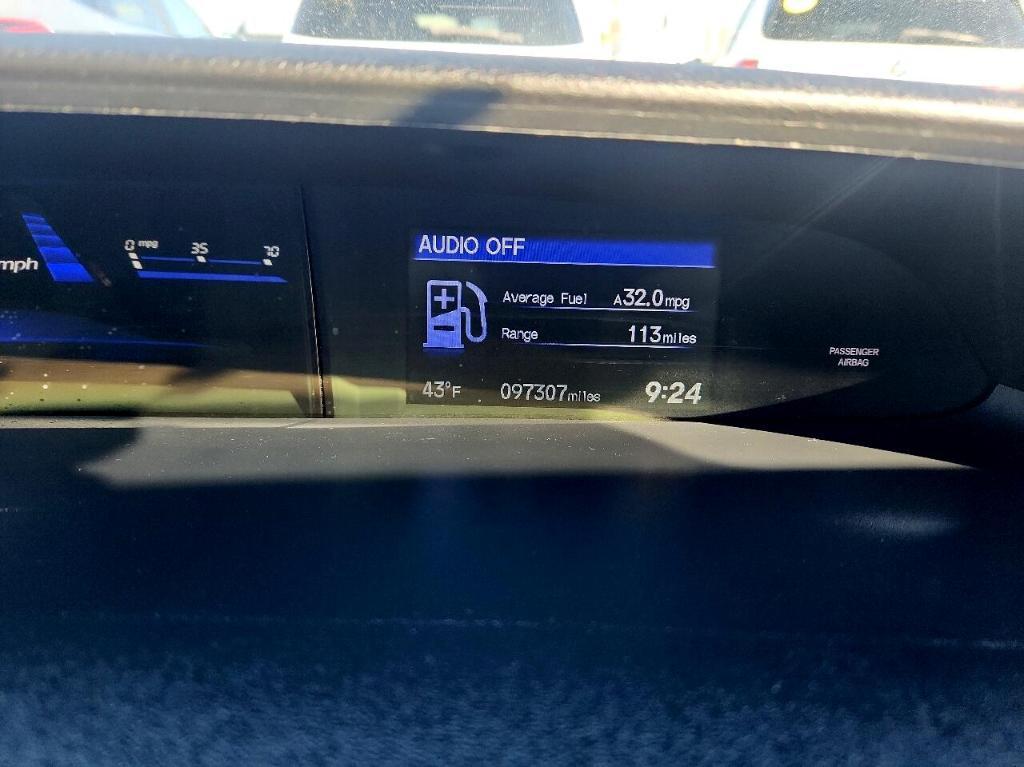 mph
0 mpg 35 70
AUDIO OFF
Average Fuel A32.0mpg
Range 113miles
43°F 097307miles 9:24
PASSENGER
AIRBAG